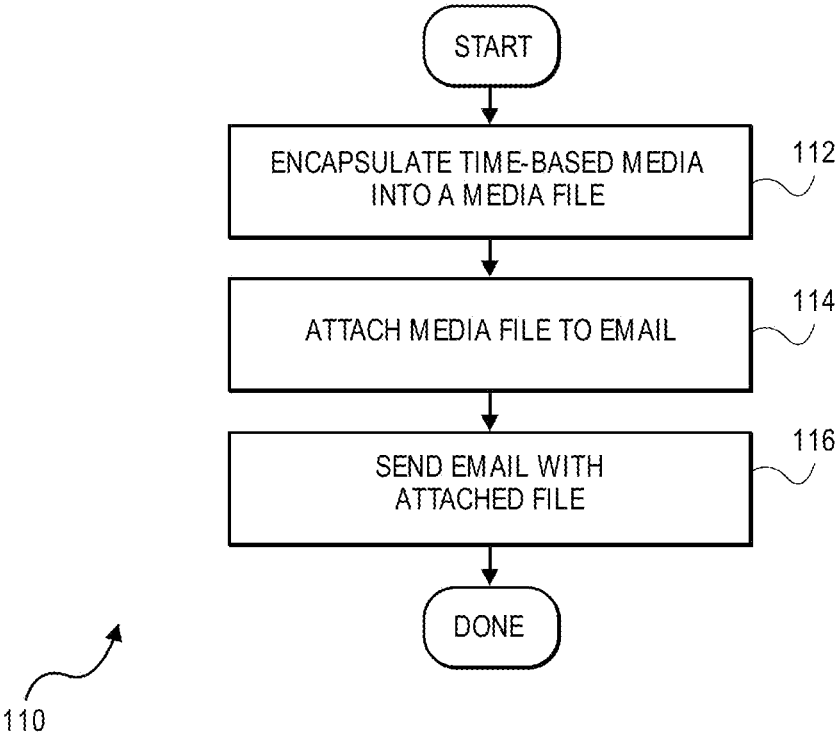 START
ENCAPSULATE TIME-BASED MEDIA
INTO A MEDIA FILE
112
ATTACH MEDIA FILE TO EMAIL
114
SEND EMAIL WITH
ATTACHED FILE
116
DONE
110